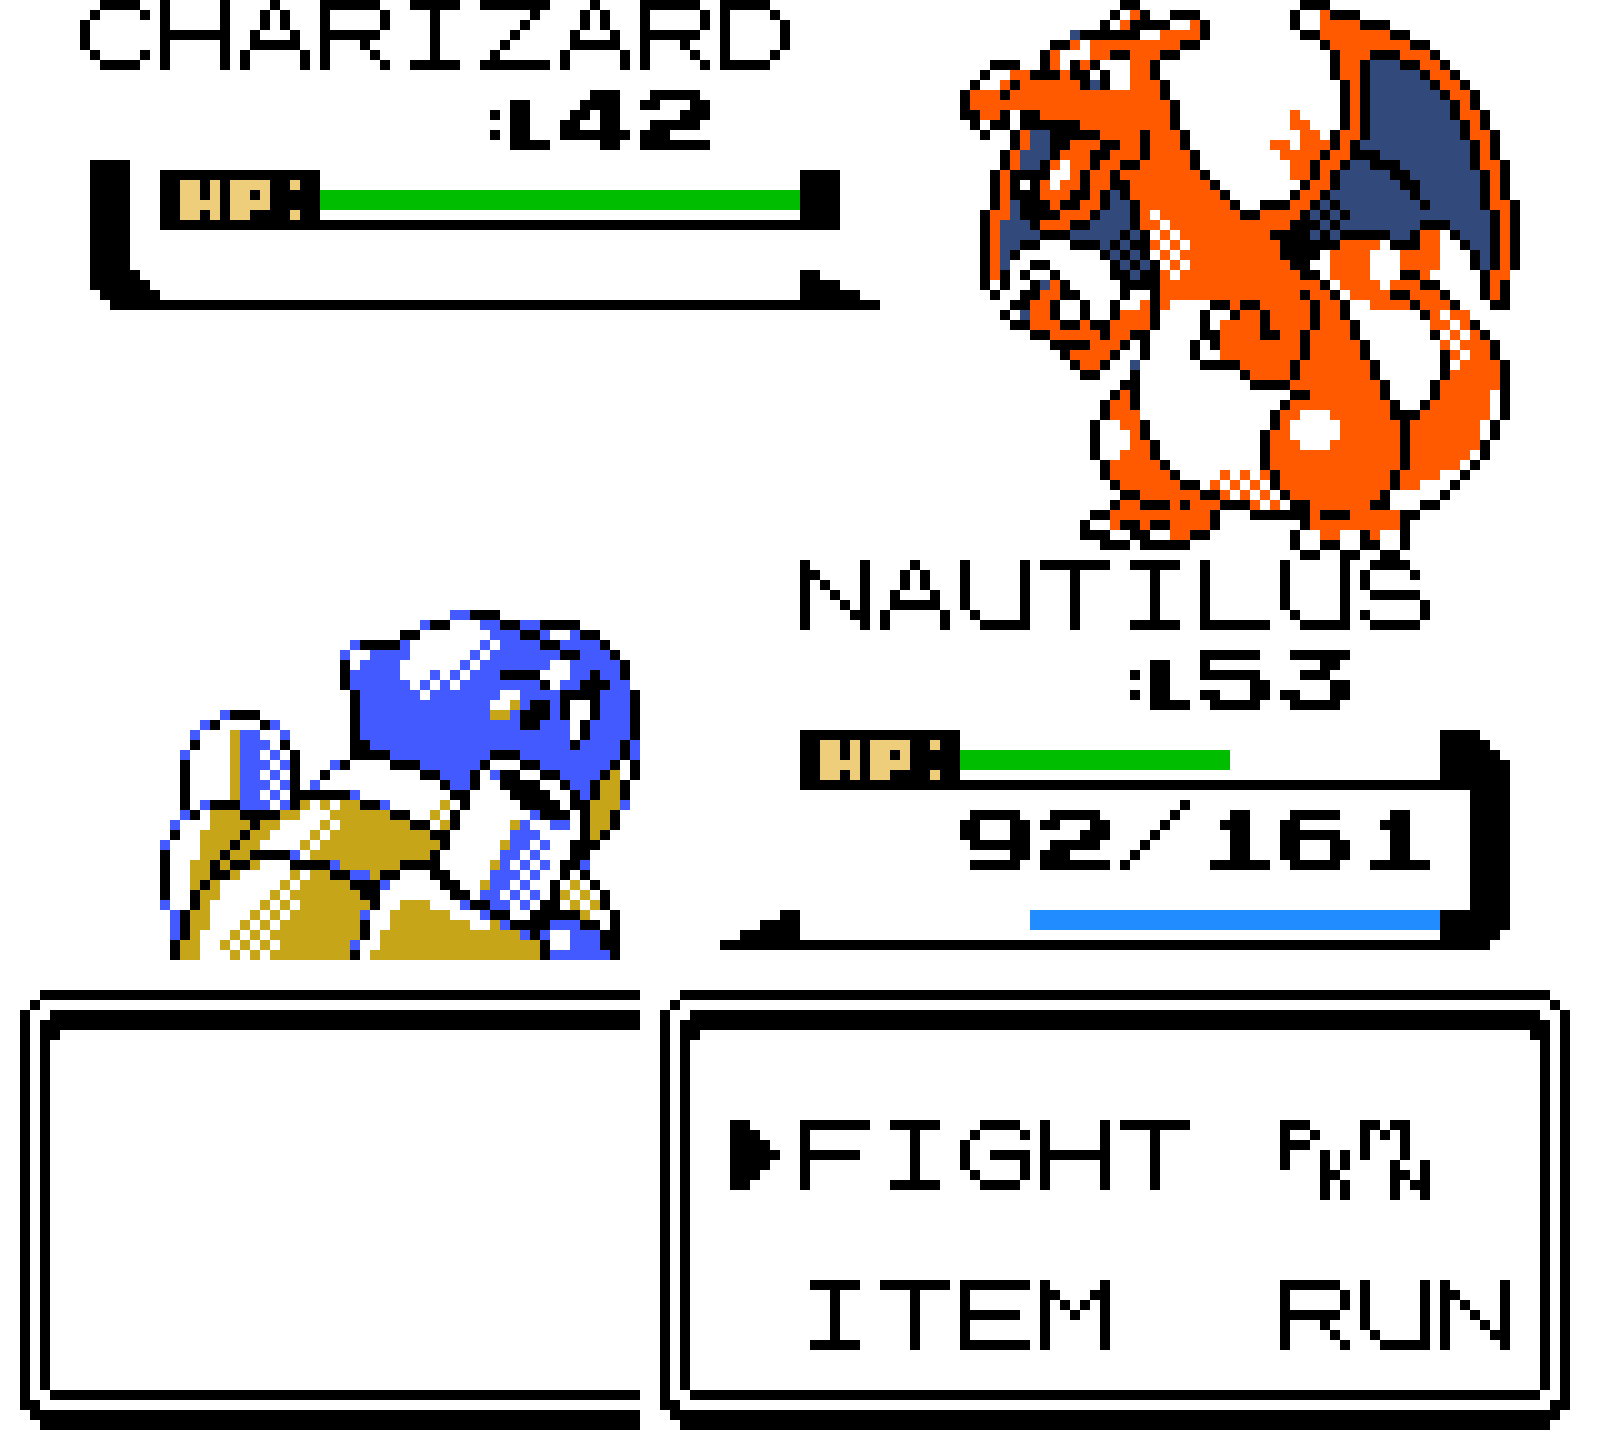 CHARIZARD
:L42
HP:
NAUTILUS
:L53
HP:
92/161
▶FIGHT PKMN
ITEM RUN